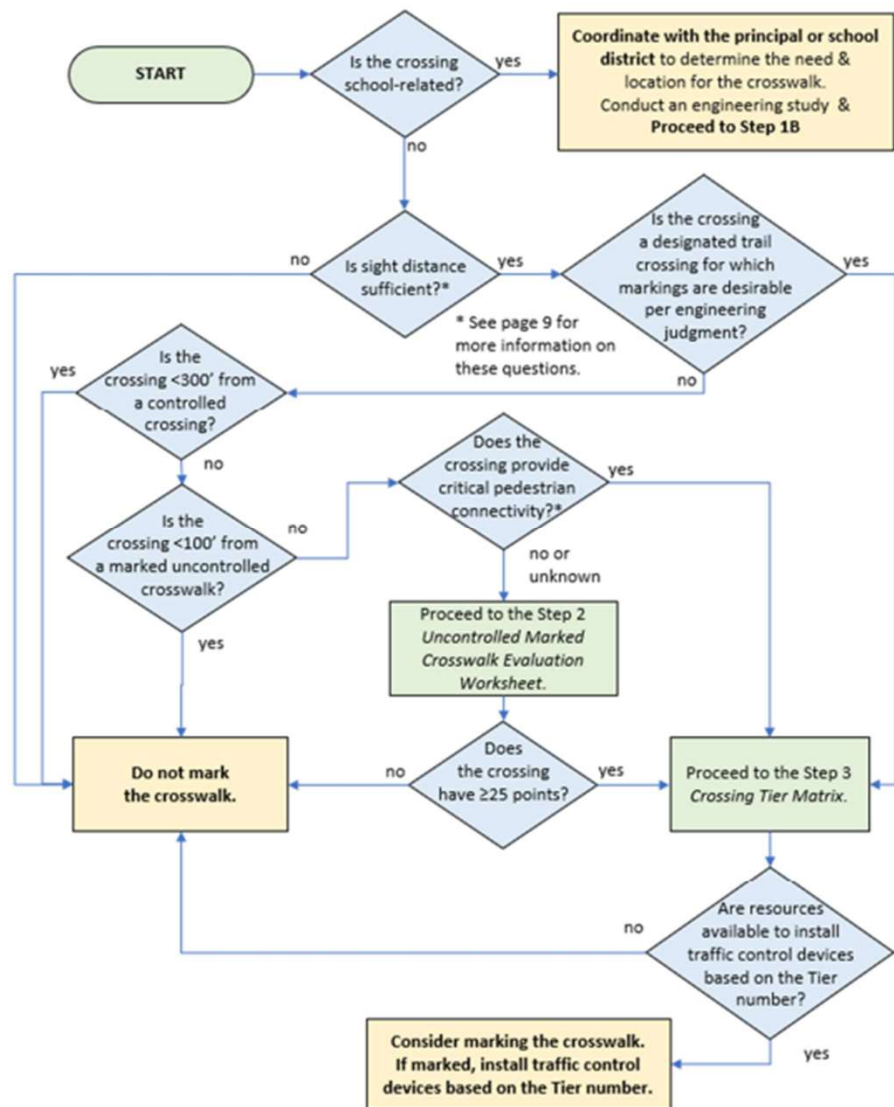 START
Is the crossing
school-related?
yes
Coordinate with the principal or school
district to determine the need &
location for the crosswalk.
Conduct an engineering study &
Proceed to Step 1B
no
Is sight distance
sufficient?*
no
yes
Is the crossing
a designated trail
crossing for which
markings are desirable
per engineering
judgment?
yes
* See page 9 for
more information on
these questions.
no
Is the
crossing <300’ from
a controlled
crossing?
yes
no
Is the
crossing <100’ from
a marked uncontrolled
crosswalk?
no
yes
Does the
crossing provide
critical pedestrian
connectivity?*
yes
no or
unknown
Proceed to the Step 2
Uncontrolled Marked
Crosswalk Evaluation
Worksheet.
Do not mark
the crosswalk.
no
Does
the crossing
have ≥25 points?
yes
Proceed to the Step 3
Crossing Tier Matrix.
no
Are resources
available to install
traffic control devices
based on the Tier
number?
yes
Consider marking the crosswalk.
If marked, install traffic control
devices based on the Tier number.